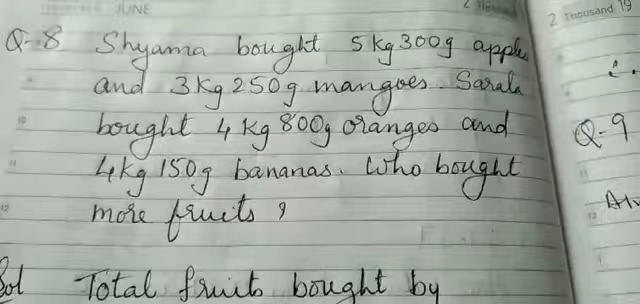 JUNE
2 Thousand 19
Q-8 Shyama bought 5kg 300g apples
and 3kg 250g mangoes. Sarala
bought 4kg 800g oranges and
4kg 150g bananas. Who bought
more fruits ?
Sol Total fruits bought by
Q-9